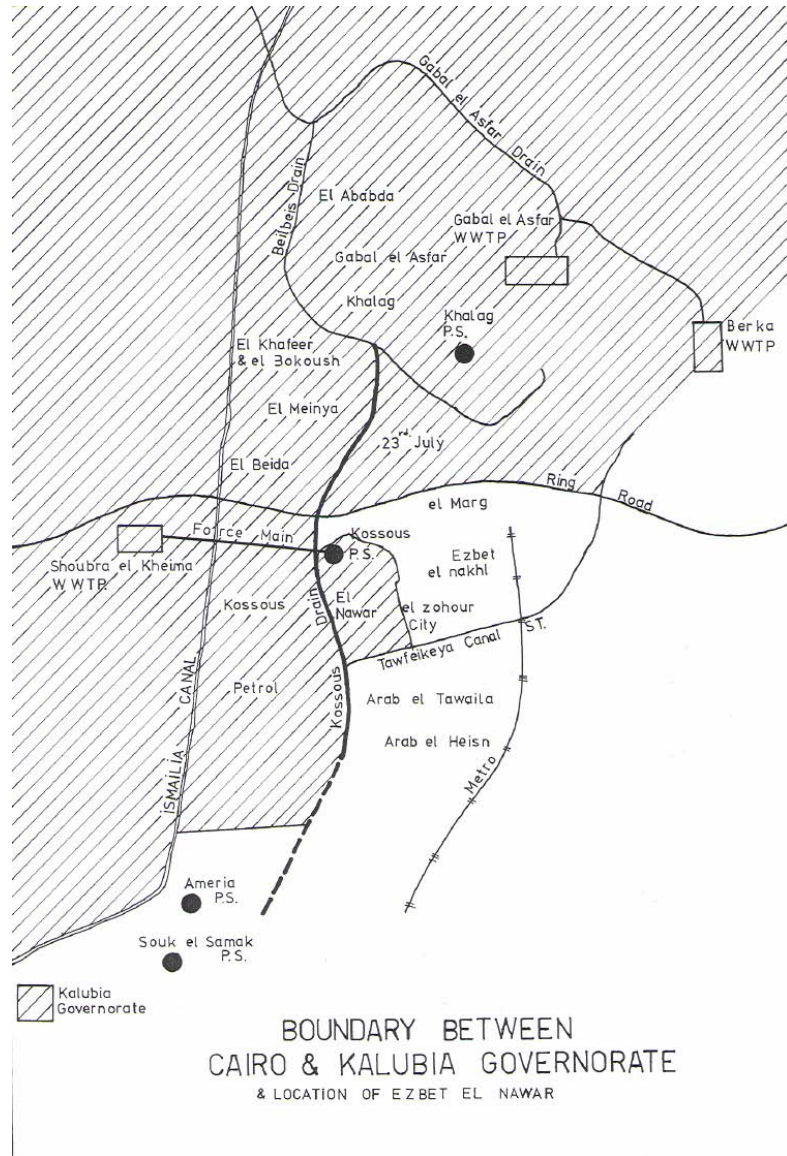 Gabal el Asfar Drain
Beilbeis Drain
El Ababda
Gabal el Asfar
WWTP
Gabal el Asfar
Khalag
Khalag
P.S.
Berka
WWTP
El Khafeer
& el Bokoush
El Meinya
23rd July
El Beida
Ring Road
el Marg
Force Main
Kossous
P.S.
Shoubra el Kheima
WWTP.
Ezbet
el nakhl
Kossous
El
Nawar
el zohour
City
Tawfeikeya Canal ST.
Kossous Drain
Petrol
Arab el Tawaila
Arab el Heisn
Metro
ISMAILIA CANAL
Ameria
P.S.
Souk el Samak
P.S.
Kalubia
Governorate
BOUNDARY BETWEEN
CAIRO & KALUBIA GOVERNORATE
& LOCATION OF EZBET EL NAWAR